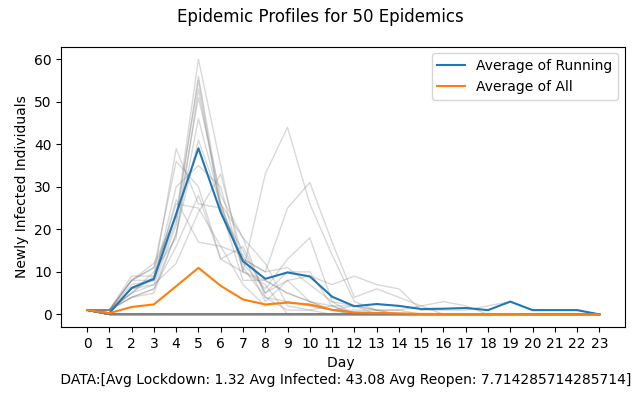 Epidemic Profiles for 50 Epidemics
Average of Running
Average of All
Newly Infected Individuals
60
50
40
30
20
10
0
0 1 2 3 4 5 6 7 8 9 10 11 12 13 14 15 16 17 18 19 20 21 22 23
Day
DATA:[Avg Lockdown: 1.32 Avg Infected: 43.08 Avg Reopen: 7.714285714285714]